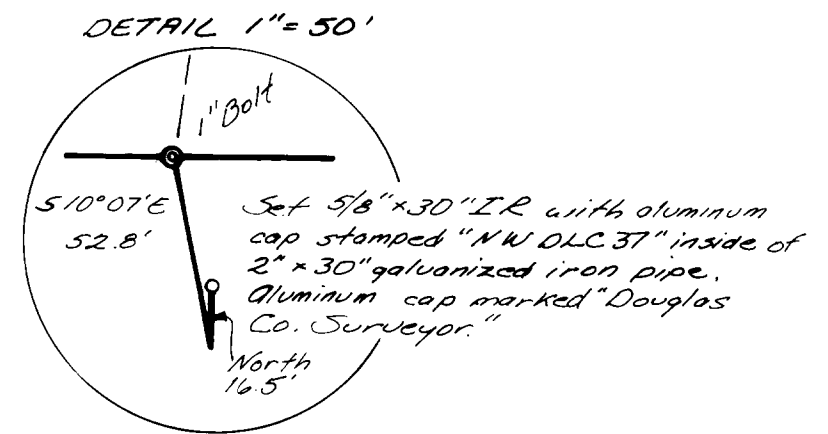 DETAIL 1"= 50'
1" Bolt
S 10° 07' E
52.8'
Set 5/8" x 30" IR with aluminum
cap stamped "NW DLC 37" inside of
2" x 30" galvanized iron pipe.
Aluminum cap marked "Douglas
Co. Surveyor."
North
16.5'